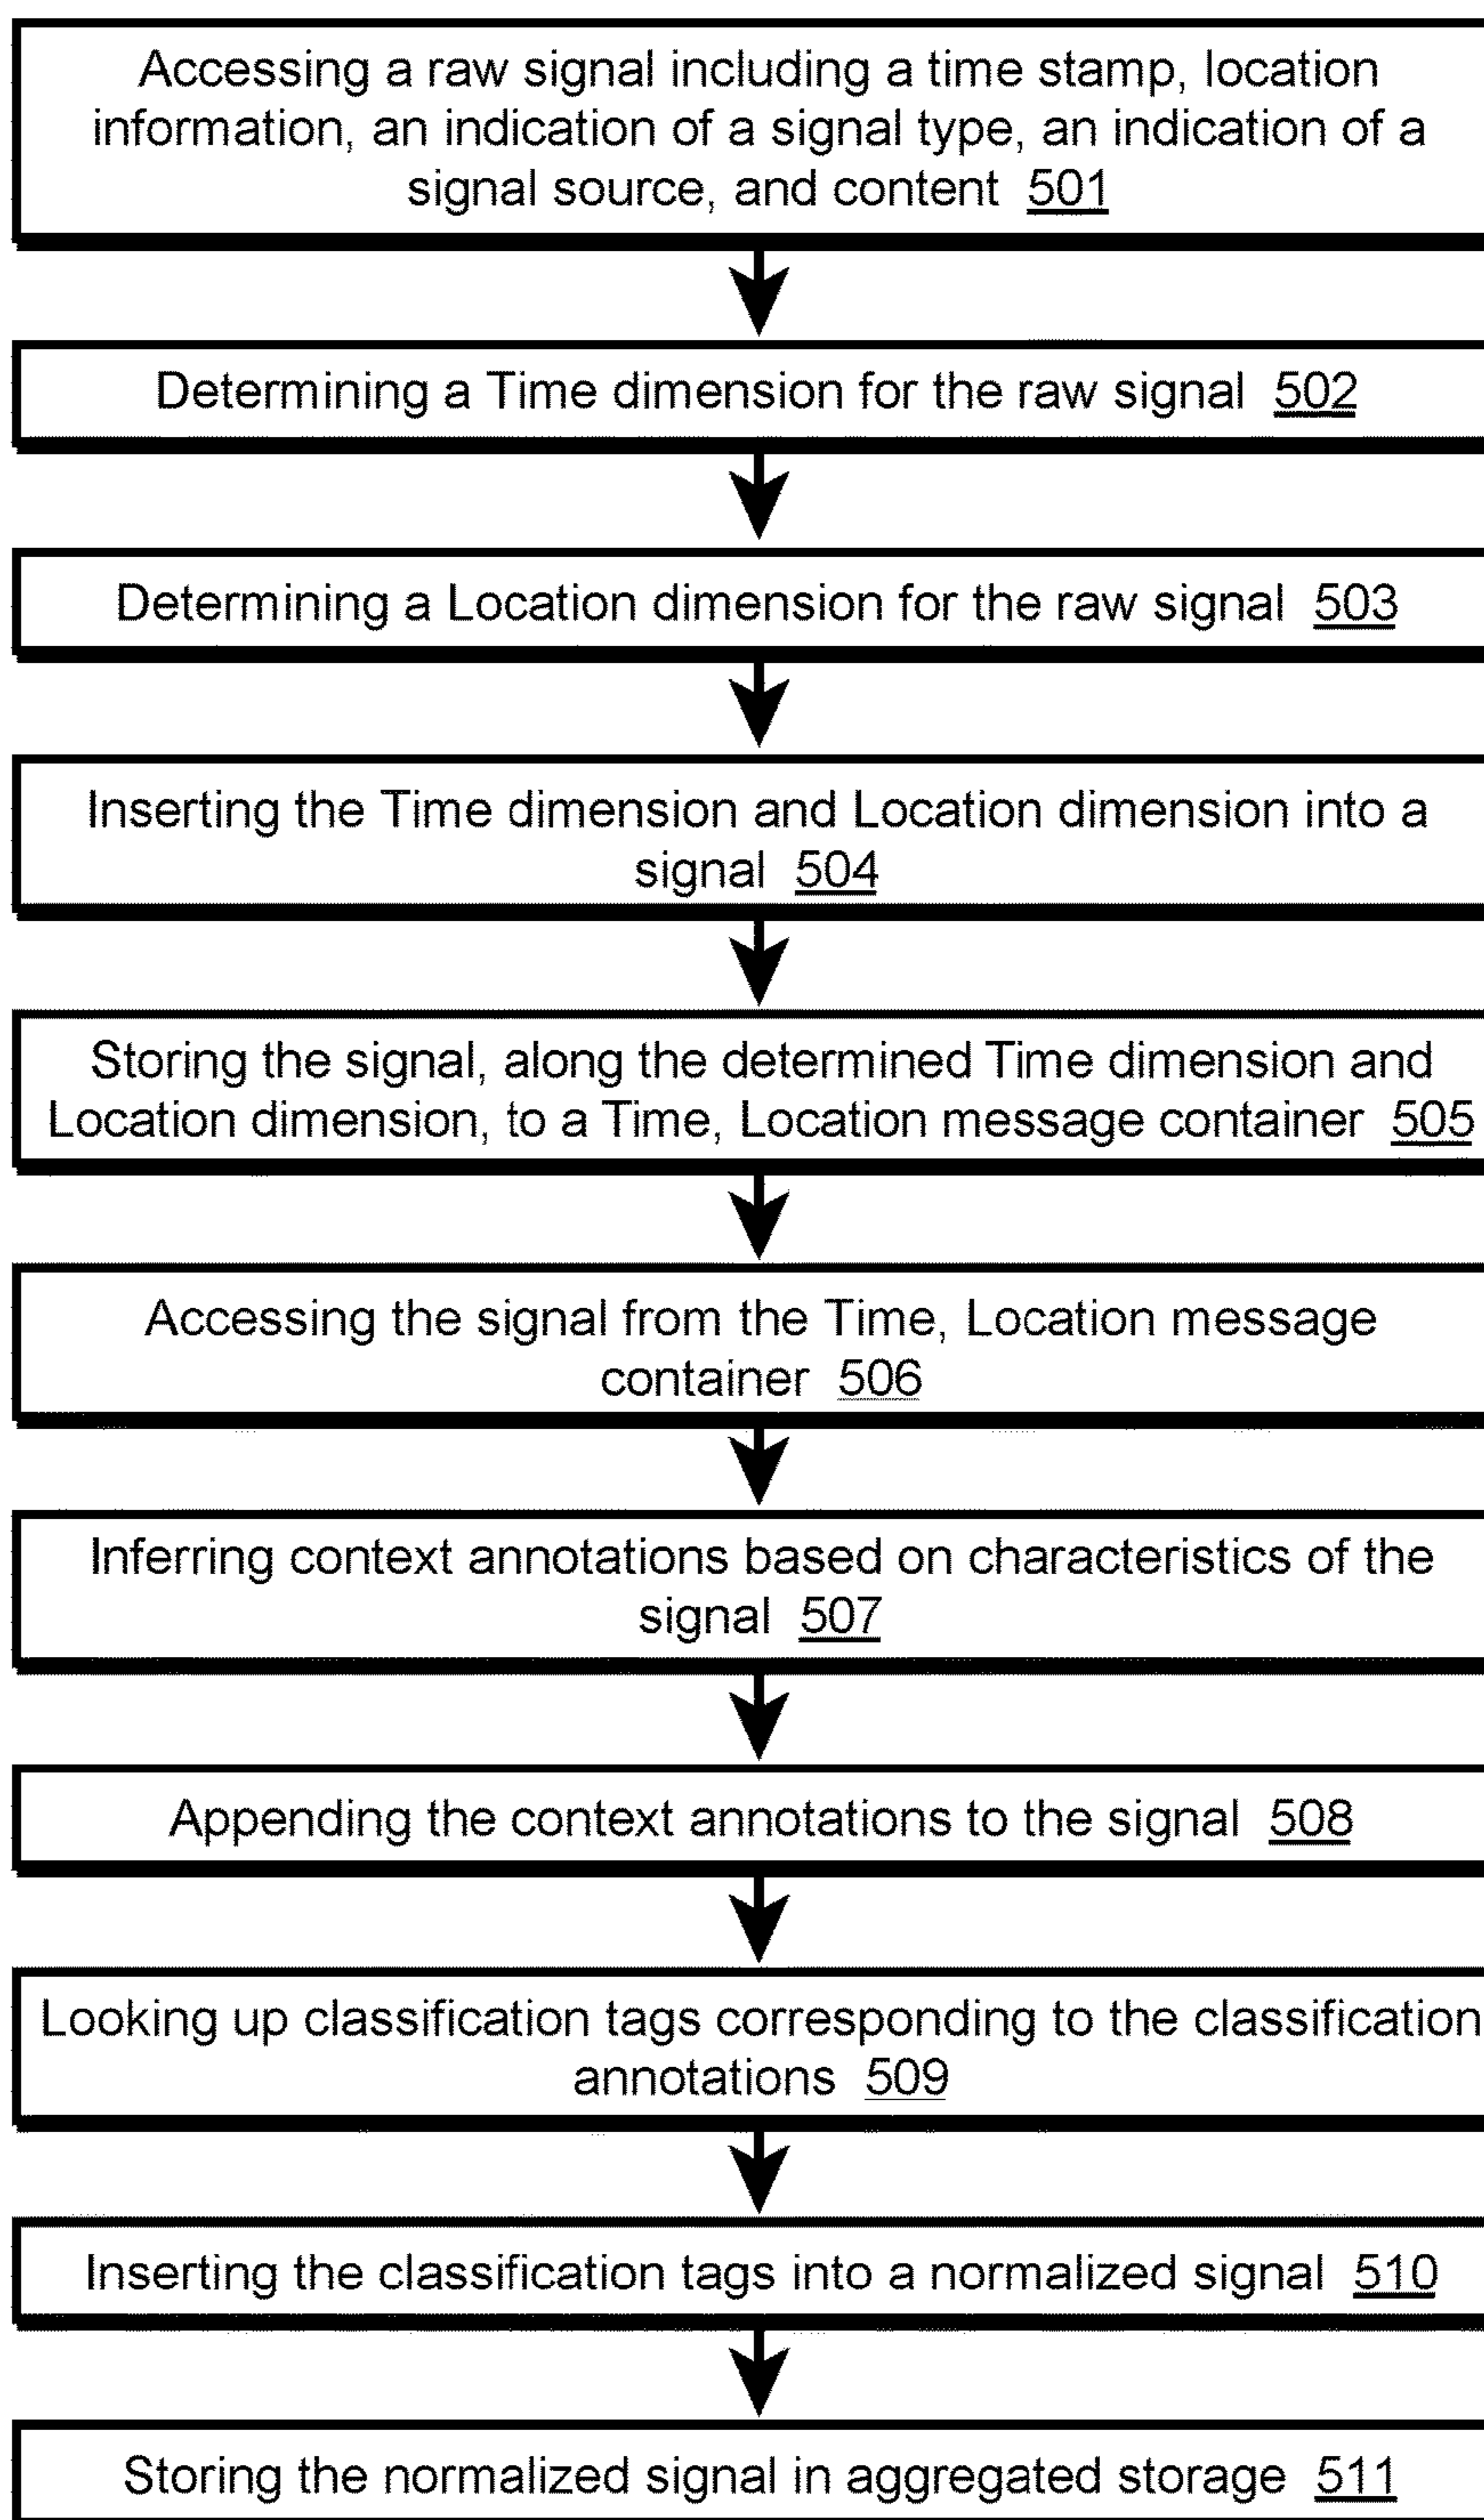 Accessing a raw signal including a time stamp, location
information, an indication of a signal type, an indication of a
signal source, and content 501
Determining a Time dimension for the raw signal 502
Determining a Location dimension for the raw signal 503
Inserting the Time dimension and Location dimension into a
signal 504
Storing the signal, along the determined Time dimension and
Location dimension, to a Time, Location message container 505
Accessing the signal from the Time, Location message
container 506
Inferring context annotations based on characteristics of the
signal 507
Appending the context annotations to the signal 508
Looking up classification tags corresponding to the classification
annotations 509
Inserting the classification tags into a normalized signal 510
Storing the normalized signal in aggregated storage 511